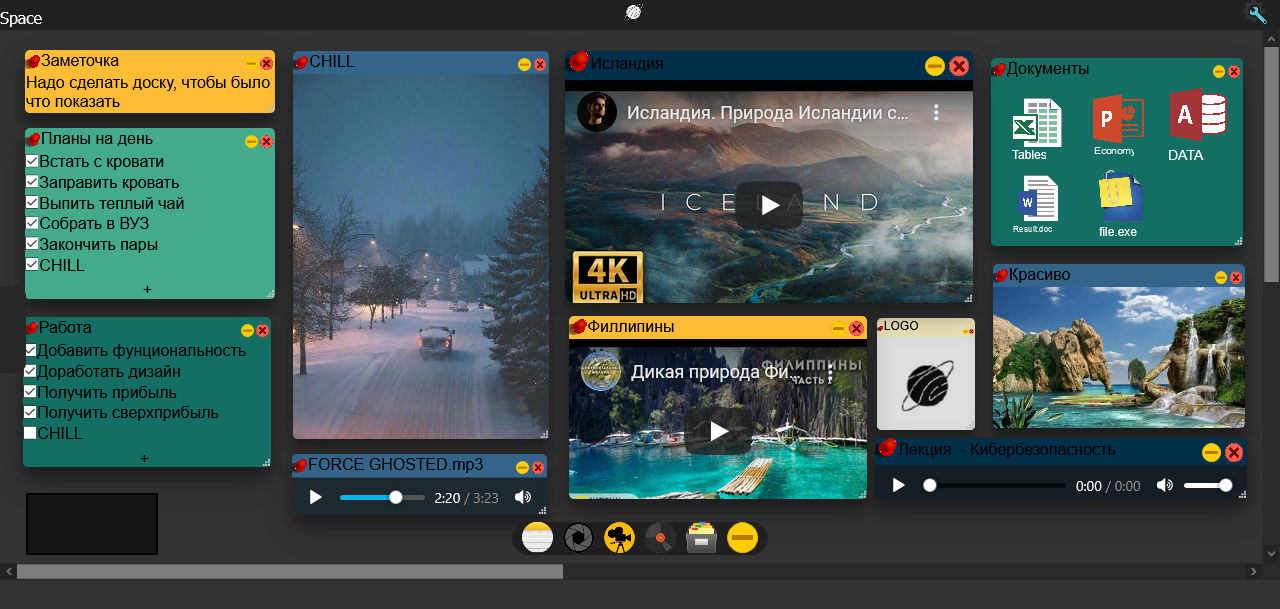 Space
Заметочка
Надо сделать доску, чтобы было
что показать
Планы на день
Встать с кровати
Заправить кровать
Выпить теплый чай
Собрать в ВУЗ
Закончить пары
CHILL
+
Работа
Добавить фунциональность
Доработать дизайн
Получить прибыль
Получить сверхприбыль
CHILL
+
CHILL
FORCE GHOSTED.mp3
2:20 / 3:23
Исландия
Исландия. Природа Исландии с...
ICELAND
4K
ULTRA HD
Филлипины
Дикая природа Фи...
ФИЛИППИНЫ
ЧАСТЬ
LOGO
Документы
Tables
Economy
DATA
Result.doc
file.exe
Красиво
Лекция - Кибербезопасность
0:00 / 0:00